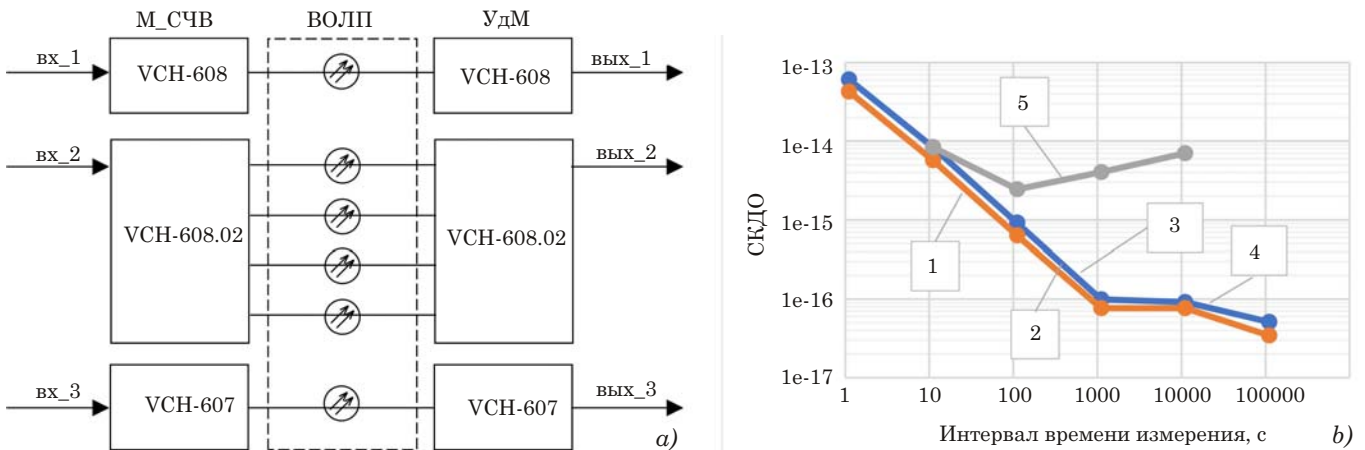 М_СЧВ ВОЛП УдМ
вх_1 VCH-608 VCH-608 вых_1
вх_2 VCH-608.02 VCH-608.02 вых_2
вх_3 VCH-607 VCH-607 вых_3
а)
СКДО
1e-13
1e-14
1e-15
1e-16
1e-17
5
1
3
4
2
1 10 100 1000 10000 100000
Интервал времени измерения, с
b)